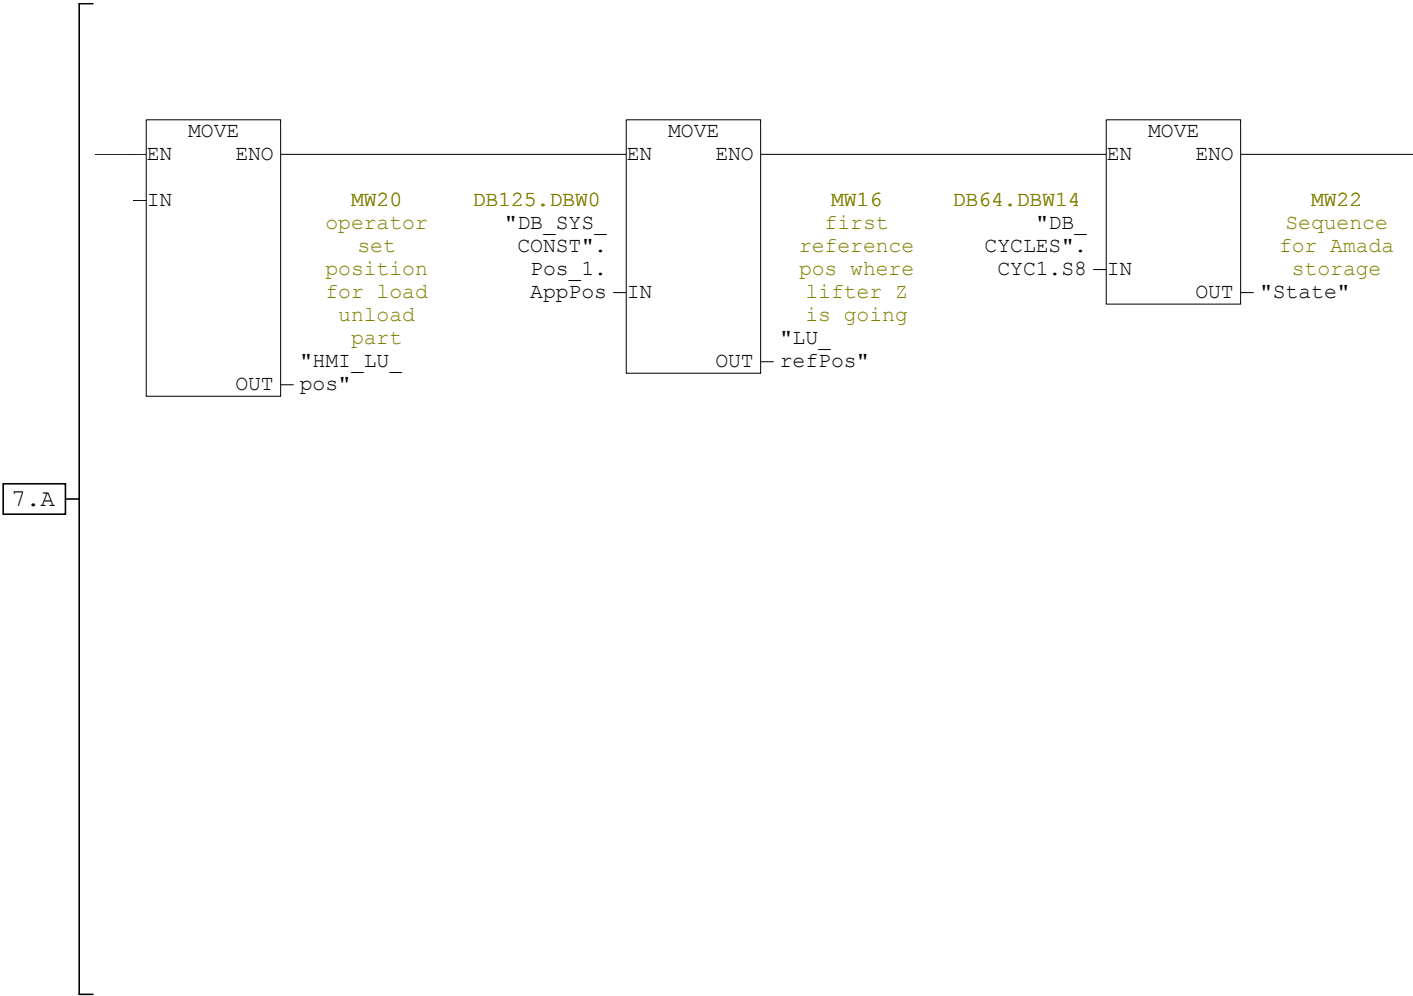 MOVE
EN ENO
IN
MW20
operator
set
position
for load
unload
part
"HMI_LU_
OUT pos"
DB125.DBW0
"DB_SYS_
CONST".
Pos_1.
AppPos IN
MOVE
EN ENO
MW16
first
reference
pos where
lifter Z
is going
"LU_
OUT refPos"
DB64.DBW14
"DB_
CYCLES".
CYC1.S8 IN
MOVE
EN ENO
MW22
Sequence
for Amada
storage
OUT "State"
7.A